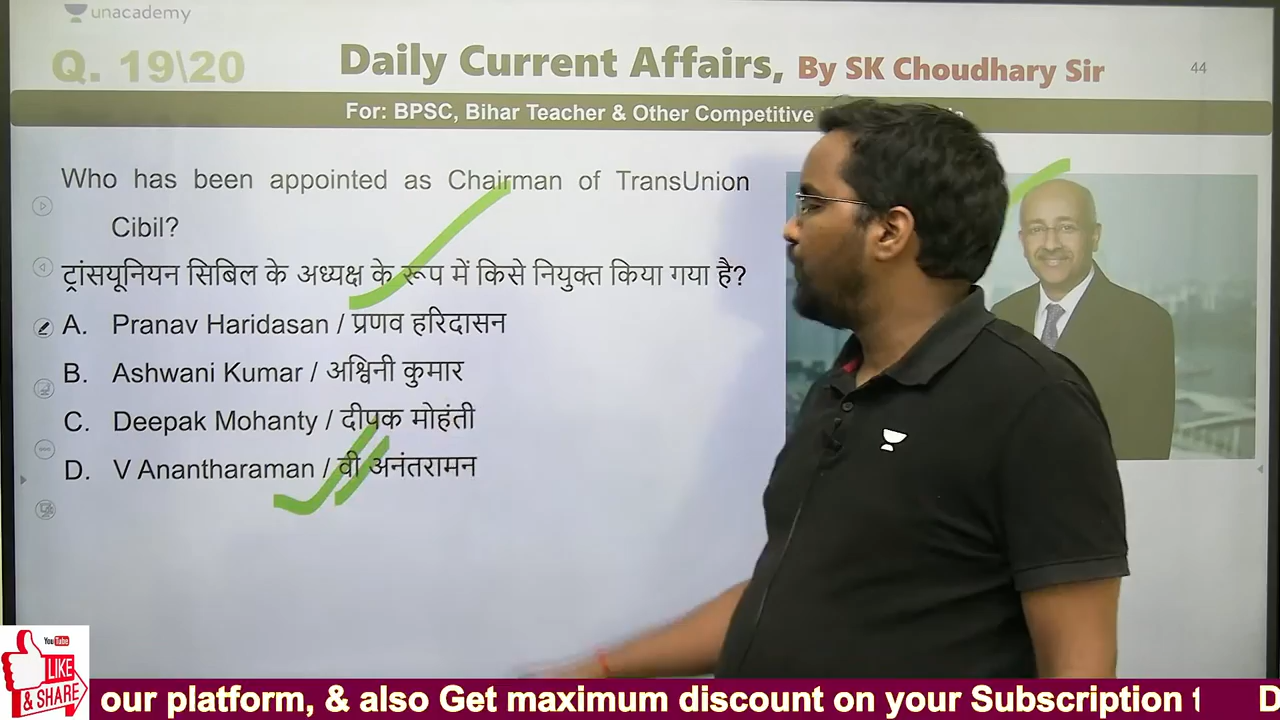 unacademy
Q. 19\20
Daily Current Affairs, By SK Choudhary Sir
44
For: BPSC, Bihar Teacher & Other Competitive
Who has been appointed as Chairman of TransUnion
Cibil?
ट्रांसयूनियन सिबिल के अध्यक्ष के रूप में किसे नियुक्त किया गया है?
A. Pranav Haridasan / प्रणव हरिदासन
B. Ashwani Kumar / अश्विनी कुमार
C. Deepak Mohanty / दीपक मोहंती
D. V Anantharaman / वी अनंतरामन
YouTube
LIKE
& SHARE
our platform, & also Get maximum discount on your Subscription